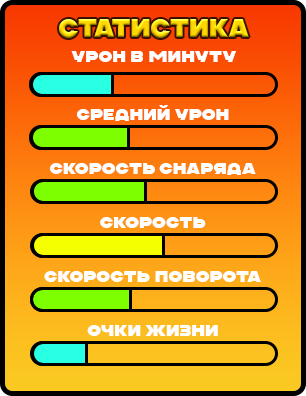 СТАТИСТИКА
УРОН В МИНУТУ
СРЕДНИЙ УРОН
СКОРОСТЬ СНАРЯДА
СКОРОСТЬ
СКОРОСТЬ ПОВОРОТА
ОЧКИ ЖИЗНИ